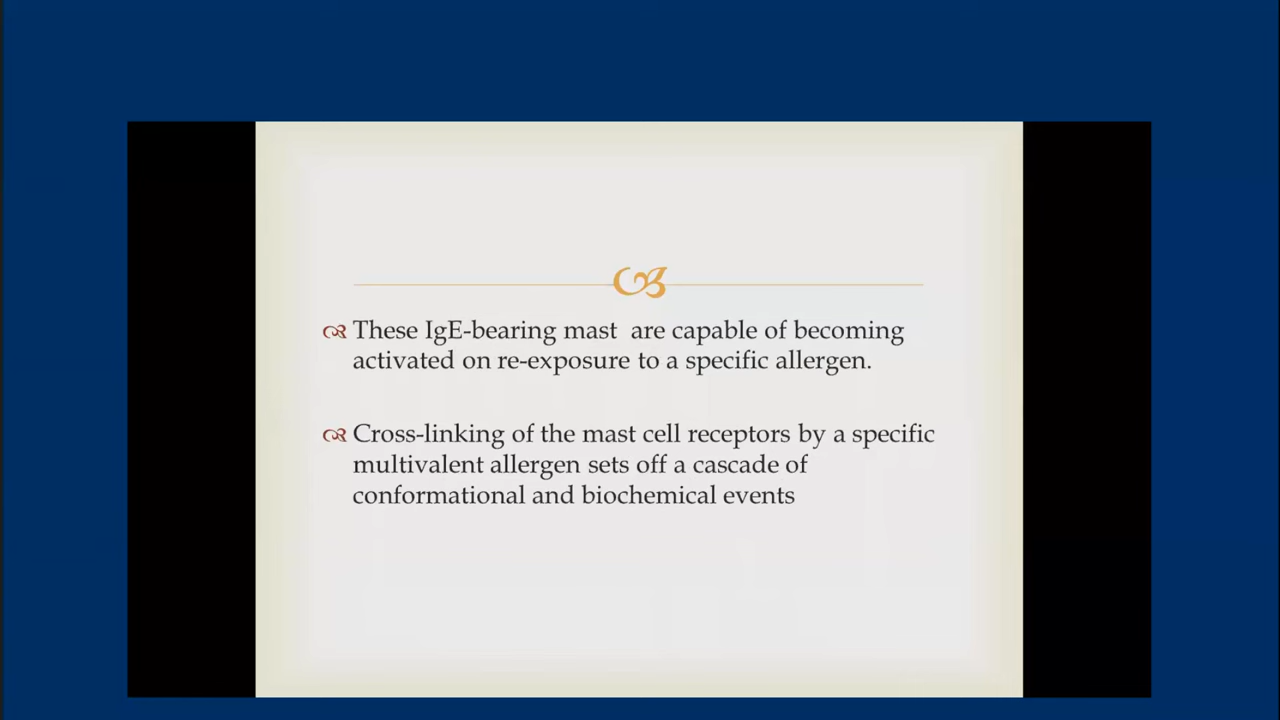 These IgE-bearing mast  are capable of becoming
activated on re-exposure to a specific allergen.
Cross-linking of the mast cell receptors by a specific
multivalent allergen sets off a cascade of
conformational and biochemical events